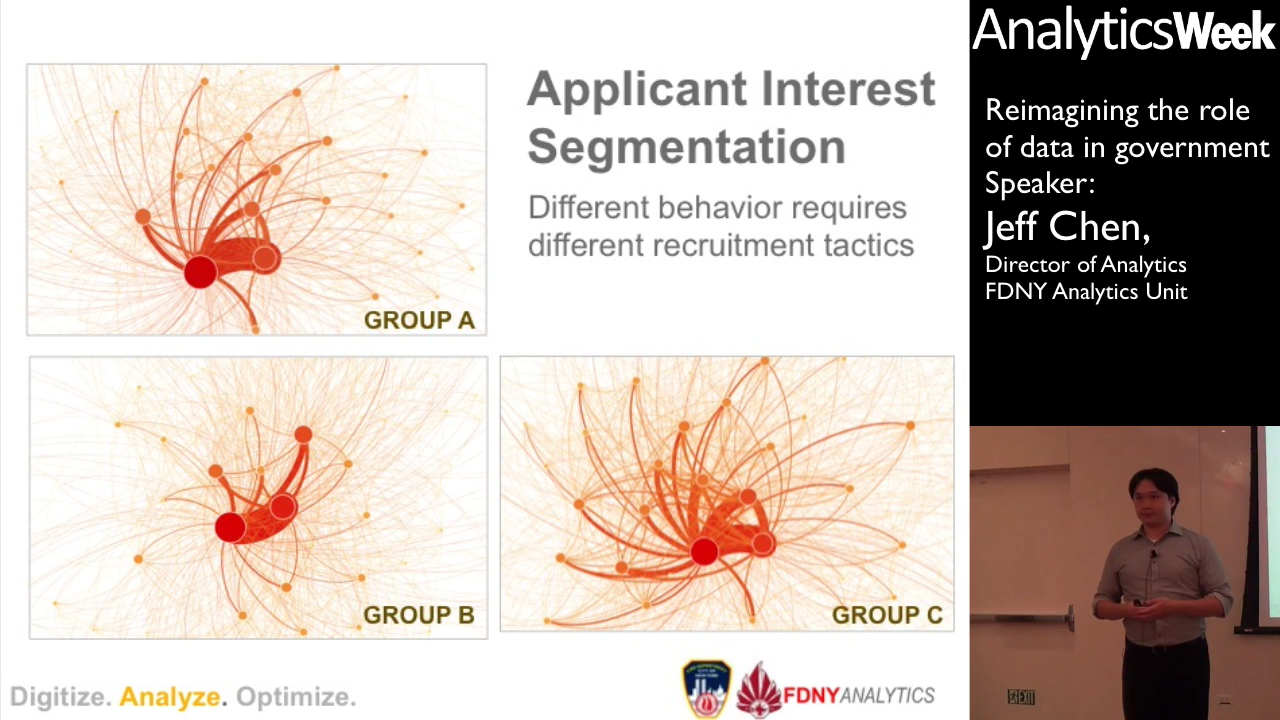 Applicant Interest
Segmentation
Different behavior requires
different recruitment tactics
GROUP A
GROUP B
GROUP C
Digitize. Analyze. Optimize.
FDNYANALYTICS
AnalyticsWeek
Reimagining the role
of data in government
Speaker:
Jeff Chen,
Director of Analytics
FDNY Analytics Unit
EXIT